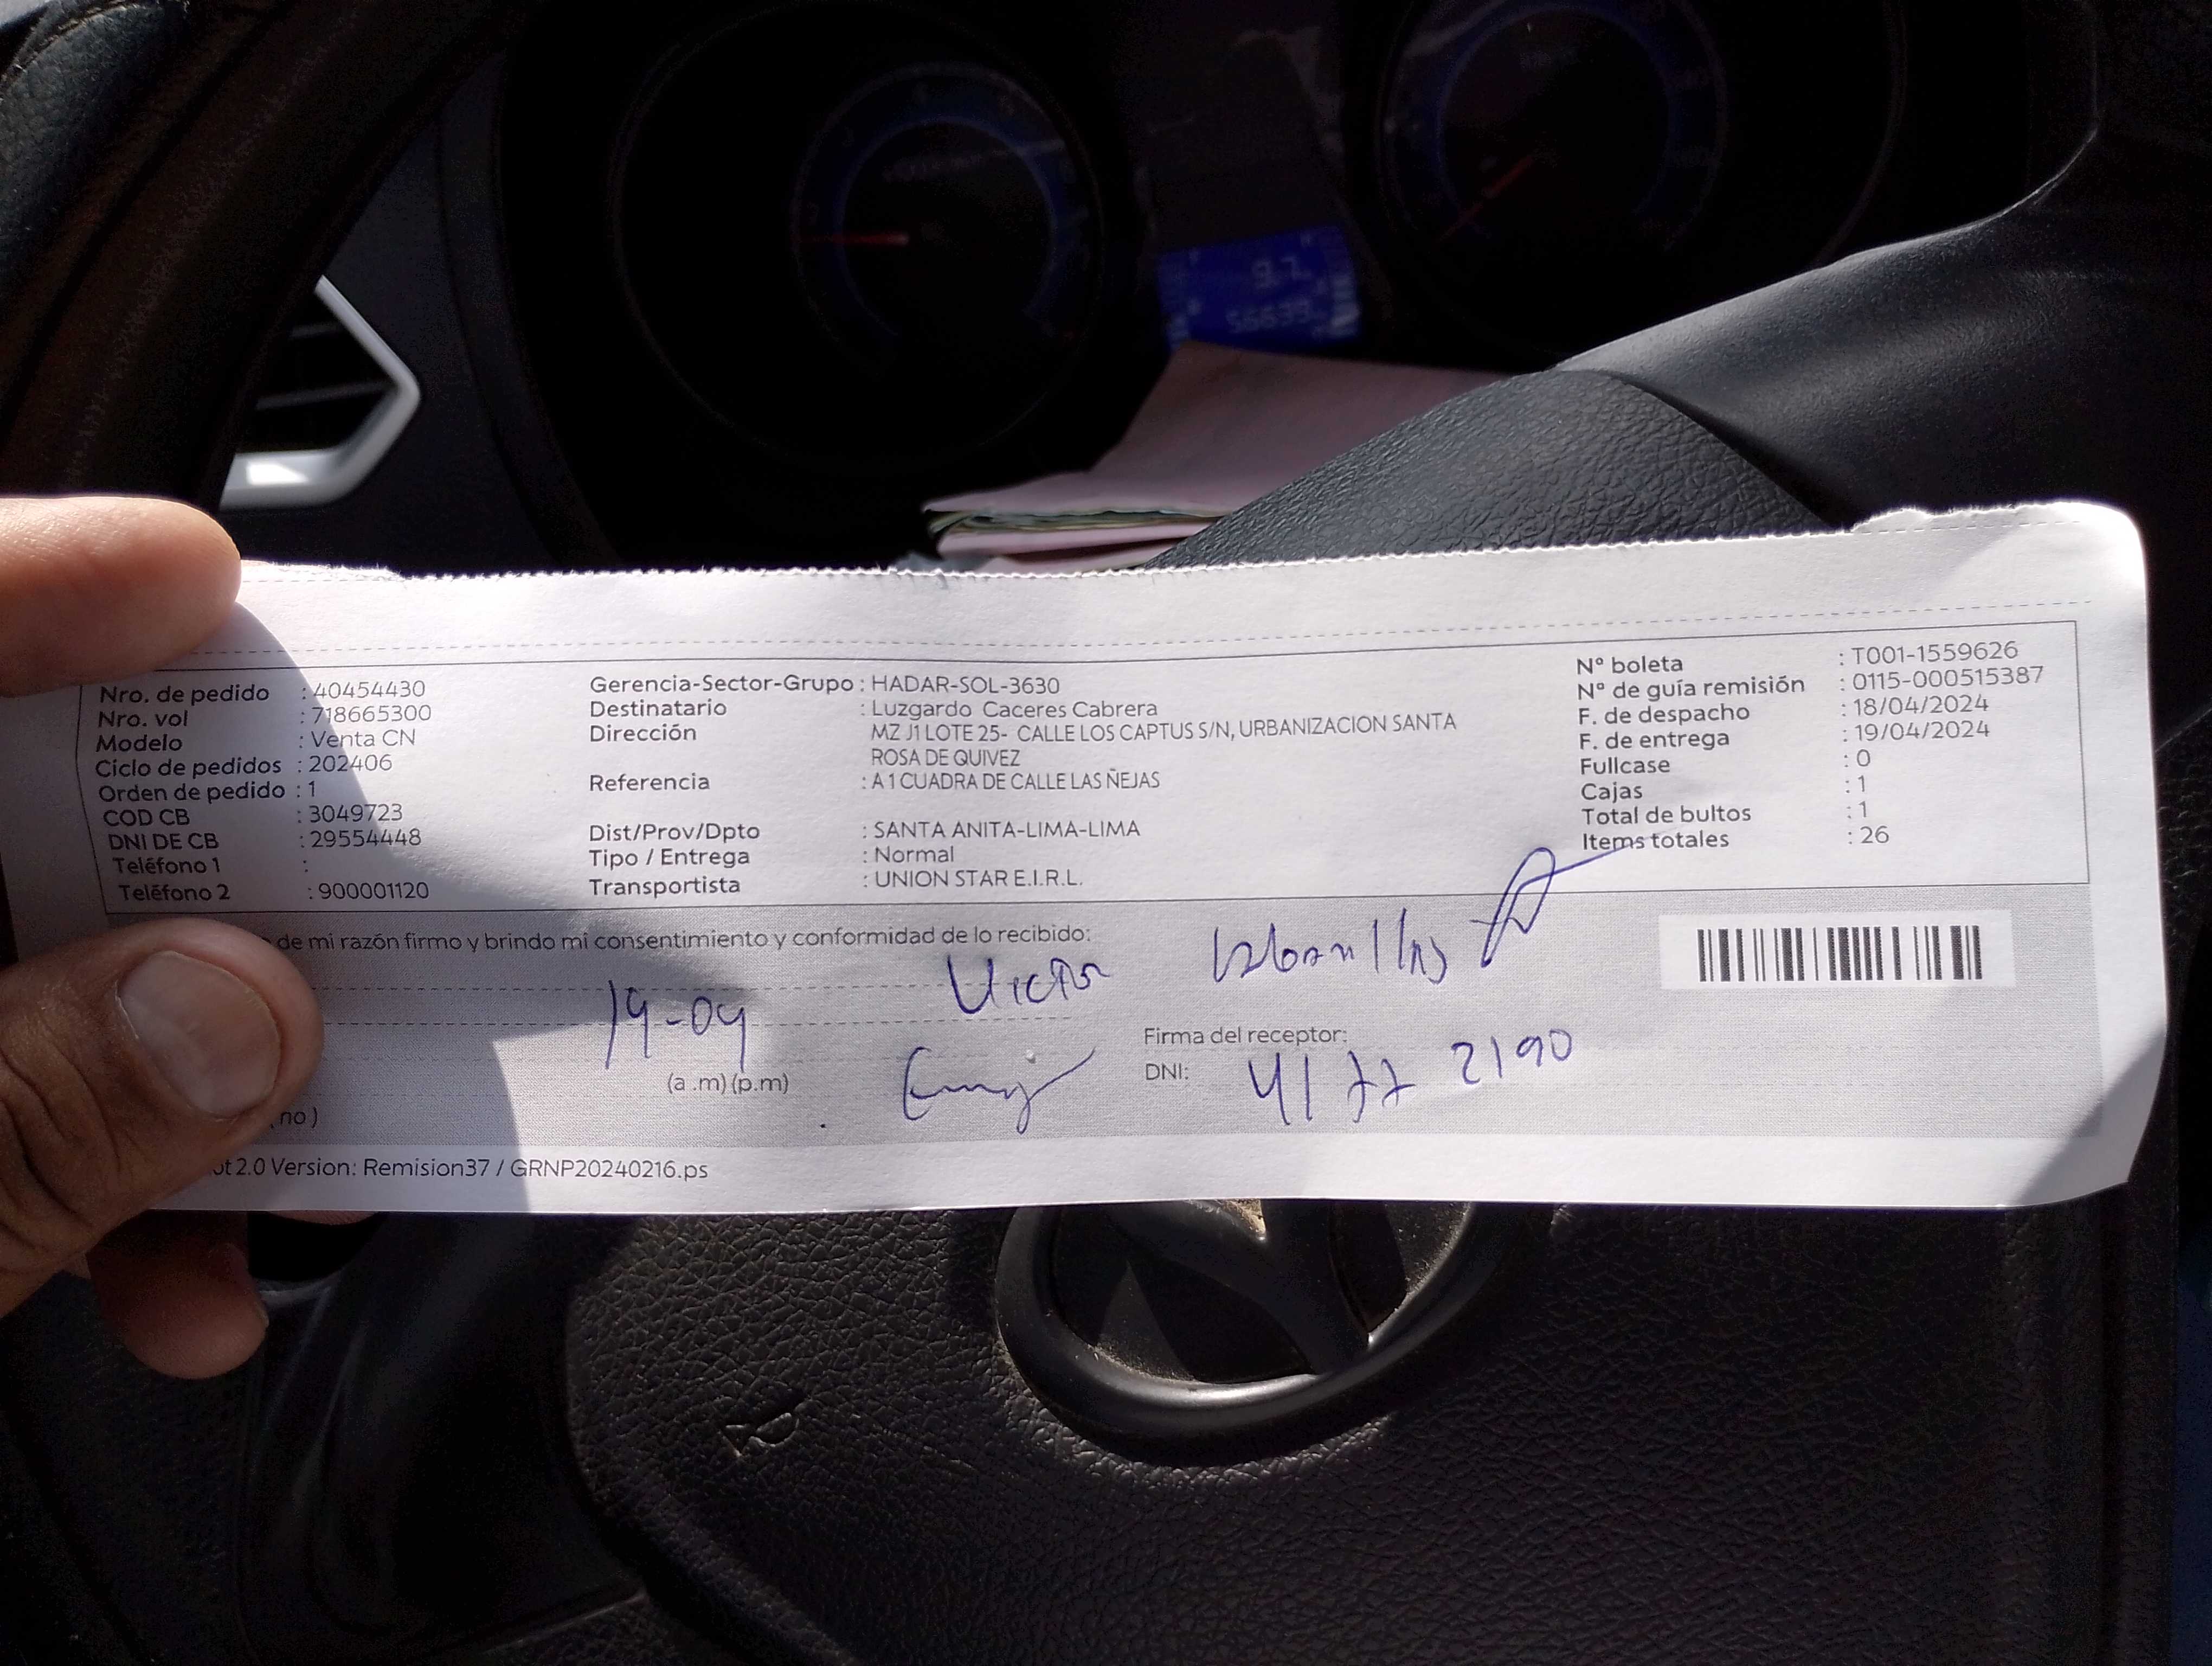 Nro. de pedido : 40454430
Nro. vol : 718665300
Modelo : Venta CN
Ciclo de pedidos : 202406
Orden de pedido : 1
COD CB : 3049723
DNI DE CB : 29554448
Teléfono 1 :
Teléfono 2 : 900001120
Gerencia-Sector-Grupo : HADAR-SOL-3630
Destinatario : Luzgardo Caceres Cabrera
Dirección MZ J1 LOTE 25- CALLE LOS CAPTUS S/N, URBANIZACION SANTA
ROSA DE QUIVEZ
Referencia : A 1 CUADRA DE CALLE LAS ÑEJAS
Dist/Prov/Dpto : SANTA ANITA-LIMA-LIMA
Tipo / Entrega : Normal
Transportista : UNION STAR E.I.R.L.
N° boleta : T001-1559626
N° de guía remisión : 0115-000515387
F. de despacho : 18/04/2024
F. de entrega : 19/04/2024
Fullcase : 0
Cajas : 1
Total de bultos : 1
Items totales : 26
de mi razón firmo y brindo mi consentimiento y conformidad de lo recibido:
Victor
19-04
Firma del receptor:
(a .m) (p.m)
DNI: 41772190
no )
2.0 Version: Remision37 / GRNP20240216.ps